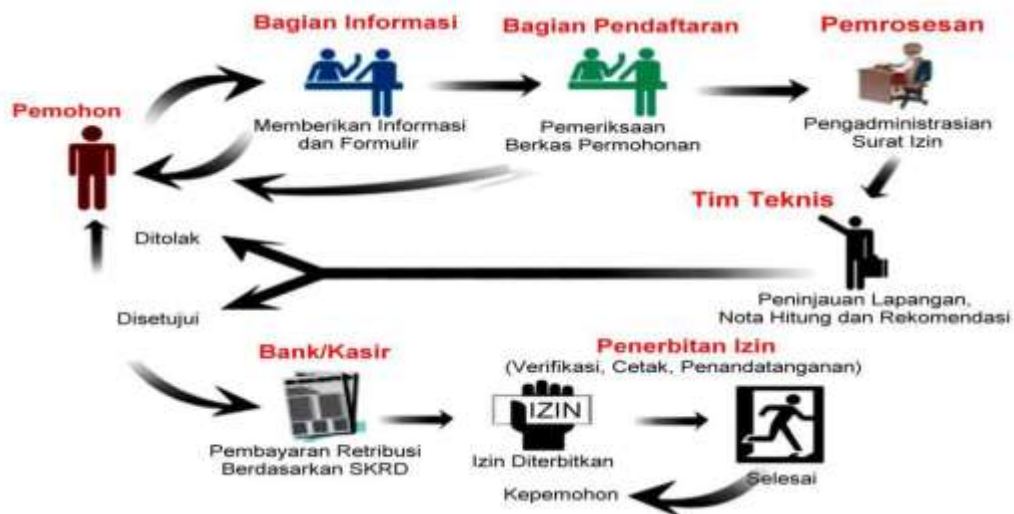 Bagian Informasi
Bagian Pendaftaran
Pemrosesan
Pemohon
Memberikan Informasi
dan Formulir
Pemeriksaan
Berkas Permohonan
Pengadministrasian
Surat Izin
Tim Teknis
Ditolak
Peninjauan Lapangan,
Nota Hitung dan Rekomendasi
Disetujui
Bank/Kasir
Penerbitan Izin
(Verifikasi, Cetak, Penandatanganan)
IZIN
Pembayaran Retribusi
Berdasarkan SKRD
Izin Diterbitkan
Selesai
Kepemohon